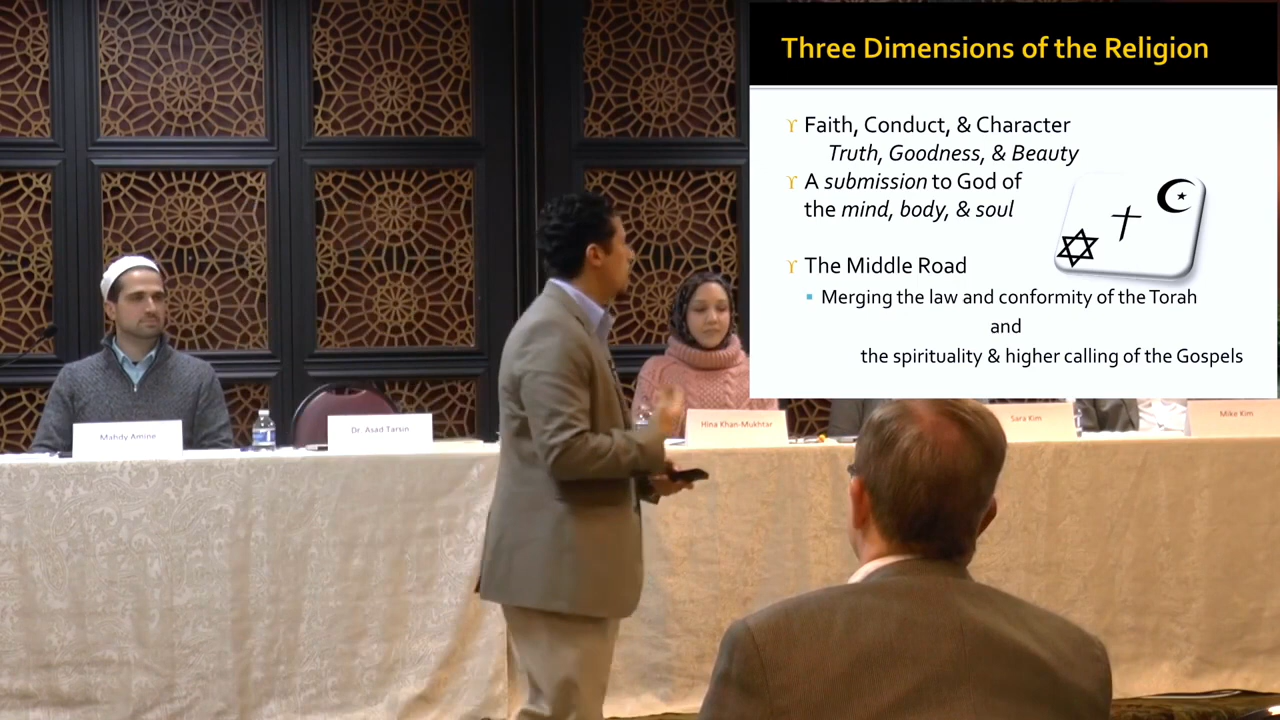 Three Dimensions of the Religion
Faith, Conduct, & Character
Truth, Goodness, & Beauty
A submission to God of
the mind, body, & soul
The Middle Road
Merging the law and conformity of the Torah
and
the spirituality & higher calling of the Gospels
Mahdy Amine
Dr. Asad Tarsin
Hina Khan-Mukhtar
Sara Kim
Mike Kim